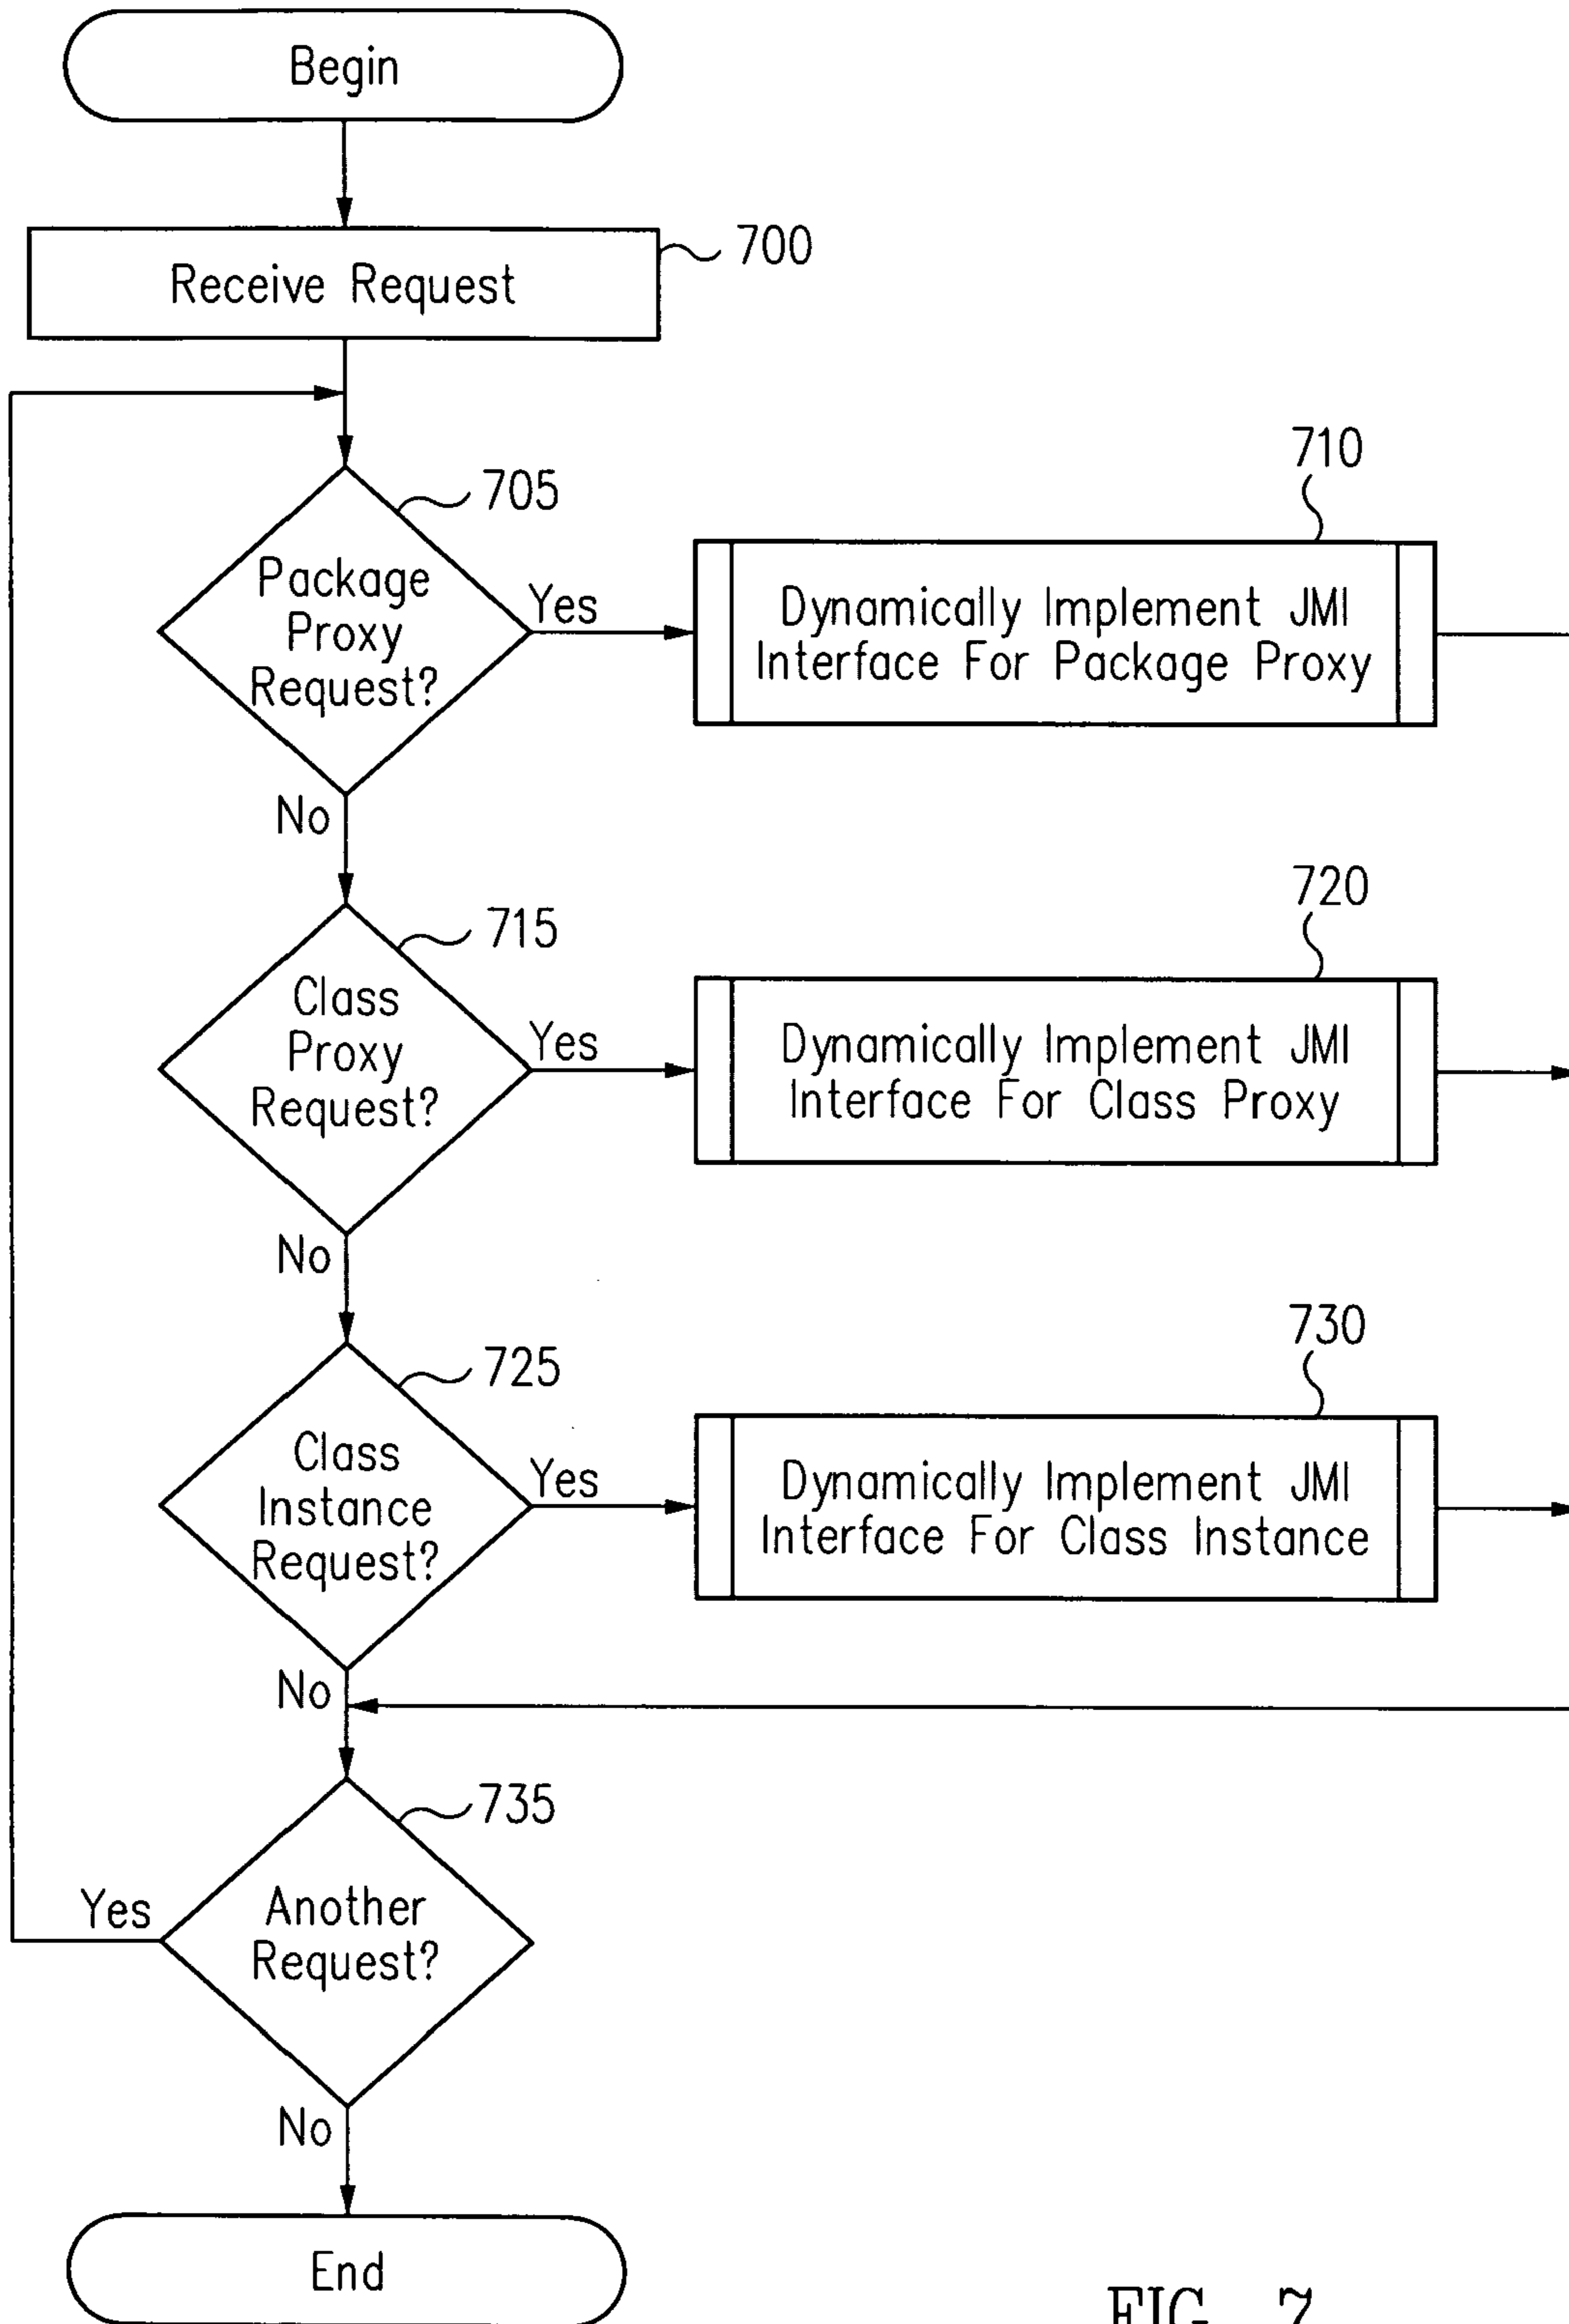 Begin
Receive Request
700
705
Package
Proxy
Request?
Yes
710
Dynamically Implement JMI
Interface For Package Proxy
No
715
Class
Proxy
Request?
Yes
720
Dynamically Implement JMI
Interface For Class Proxy
No
725
Class
Instance
Request?
Yes
730
Dynamically Implement JMI
Interface For Class Instance
No
735
Another
Request?
Yes
No
End
FIG. 7